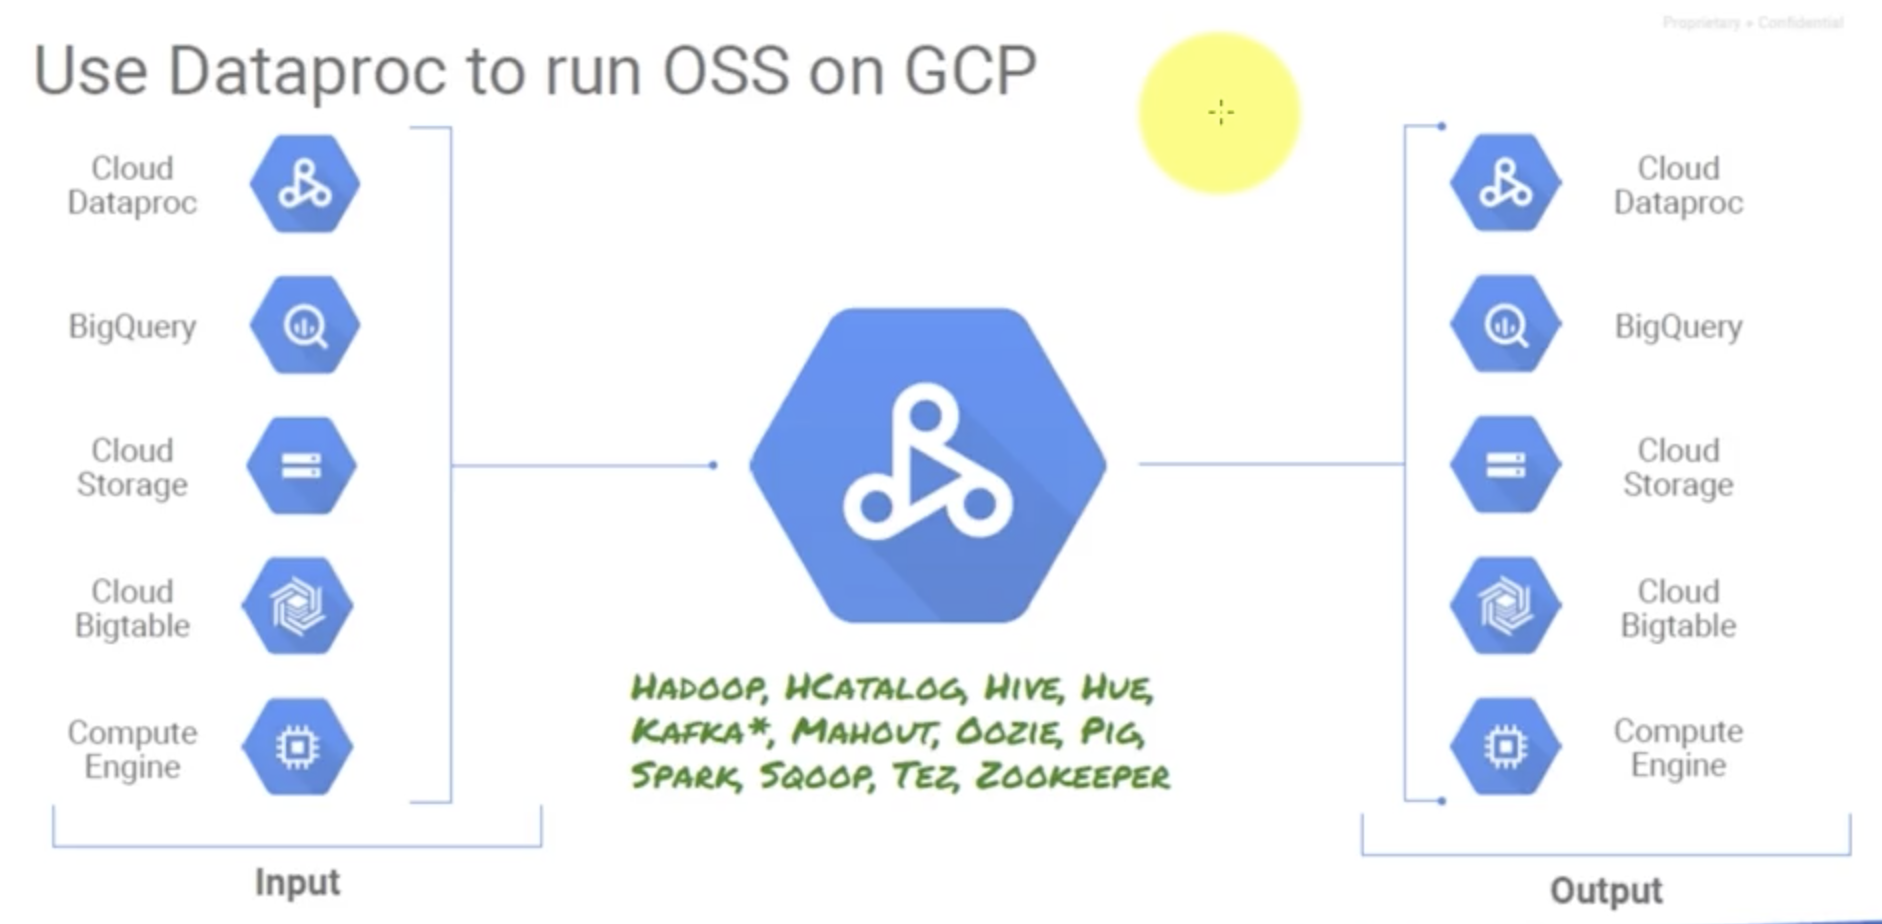 Proprietary + Confidential
Use Dataproc to run OSS on GCP
Cloud
Dataproc
BigQuery
Cloud
Storage
Cloud
Bigtable
Compute
Engine
Input
HADOOP, HCATALOG, HIVE, HUE,
KAFKA*, MAHOUT, OOZIE, PIG,
SPARK, SQOOP, TEZ, ZOOKEEPER
Cloud
Dataproc
BigQuery
Cloud
Storage
Cloud
Bigtable
Compute
Engine
Output